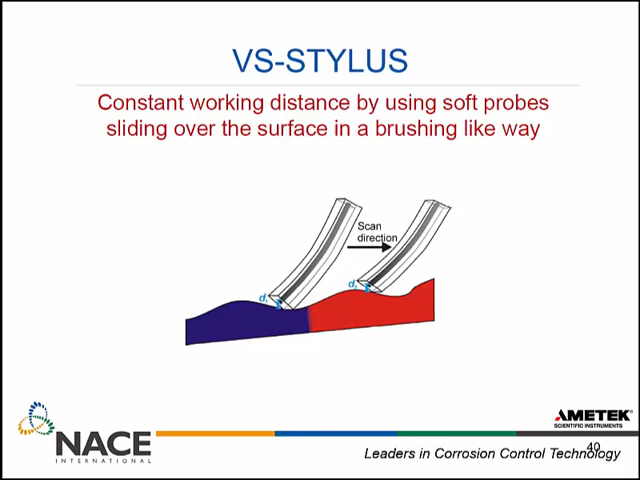 VS-STYLUS
Constant working distance by using soft probes
sliding over the surface in a brushing like way
Scan
direction
d
d
NACE
INTERNATIONAL
AMETEK
SCIENTIFIC INSTRUMENTS
40
Leaders in Corrosion Control Technology